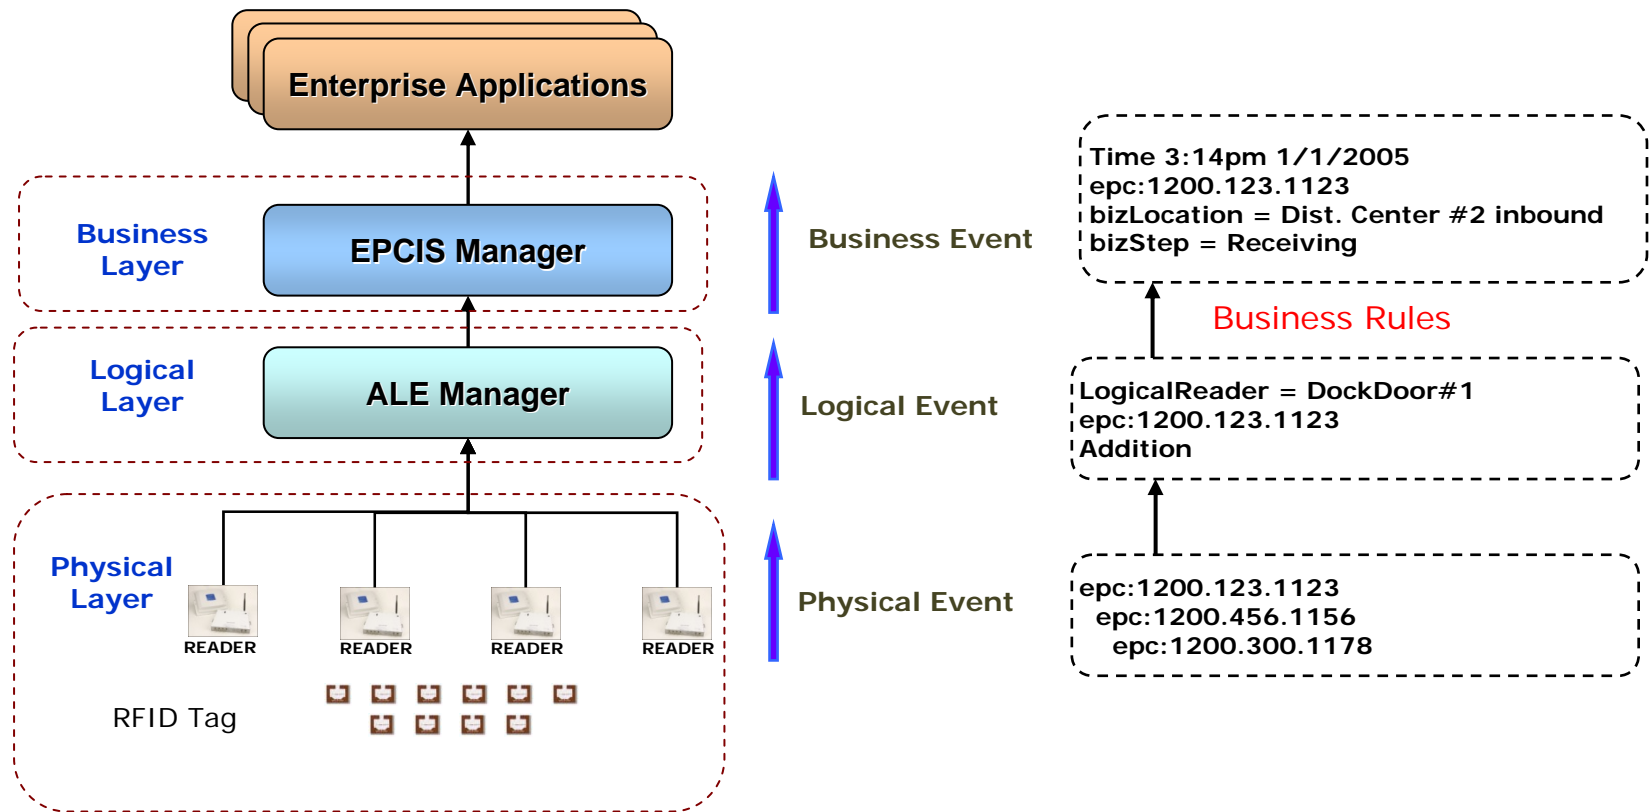 Enterprise Applications
Business
Layer
EPCIS Manager
Business Event
Time 3:14pm 1/1/2005
epc:1200.123.1123
bizLocation = Dist. Center #2 inbound
bizStep = Receiving
Business Rules
Logical
Layer
ALE Manager
Logical Event
LogicalReader = DockDoor#1
epc:1200.123.1123
Addition
Physical
Layer
READER
READER
READER
READER
RFID Tag
Physical Event
epc:1200.123.1123
epc:1200.456.1156
epc:1200.300.1178